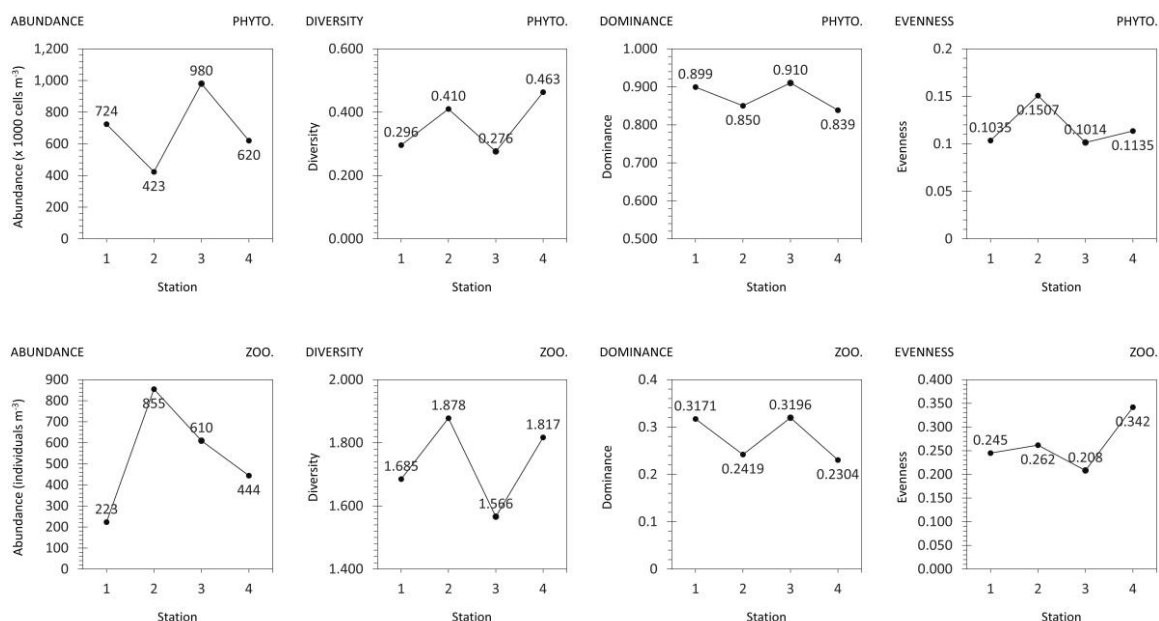 ABUNDANCE PHYTO.
1,200
1,000
800
600
400
200
0
724
423
980
620
Abundance (x 1000 cells m⁻³)
1 2 3 4
Station
DIVERSITY PHYTO.
0.600
0.400
0.200
0.000
0.296
0.410
0.276
0.463
Diversity
1 2 3 4
Station
DOMINANCE PHYTO.
1.000
0.900
0.800
0.700
0.600
0.500
0.899
0.850
0.910
0.839
Dominance
1 2 3 4
Station
EVENNESS PHYTO.
0.2
0.15
0.1
0.05
0
0.1035
0.1507
0.1014
0.1135
Evenness
1 2 3 4
Station
ABUNDANCE ZOO.
900
800
700
600
500
400
300
200
100
0
223
855
610
444
Abundance (individuals m⁻³)
1 2 3 4
Station
DIVERSITY ZOO.
2.000
1.800
1.600
1.400
1.685
1.878
1.566
1.817
Diversity
1 2 3 4
Station
DOMINANCE ZOO.
0.4
0.3
0.2
0.1
0
0.3171
0.2419
0.3196
0.2304
Dominance
1 2 3 4
Station
EVENNESS ZOO.
0.400
0.350
0.300
0.250
0.200
0.150
0.100
0.050
0.000
0.245
0.262
0.208
0.342
Evenness
1 2 3 4
Station